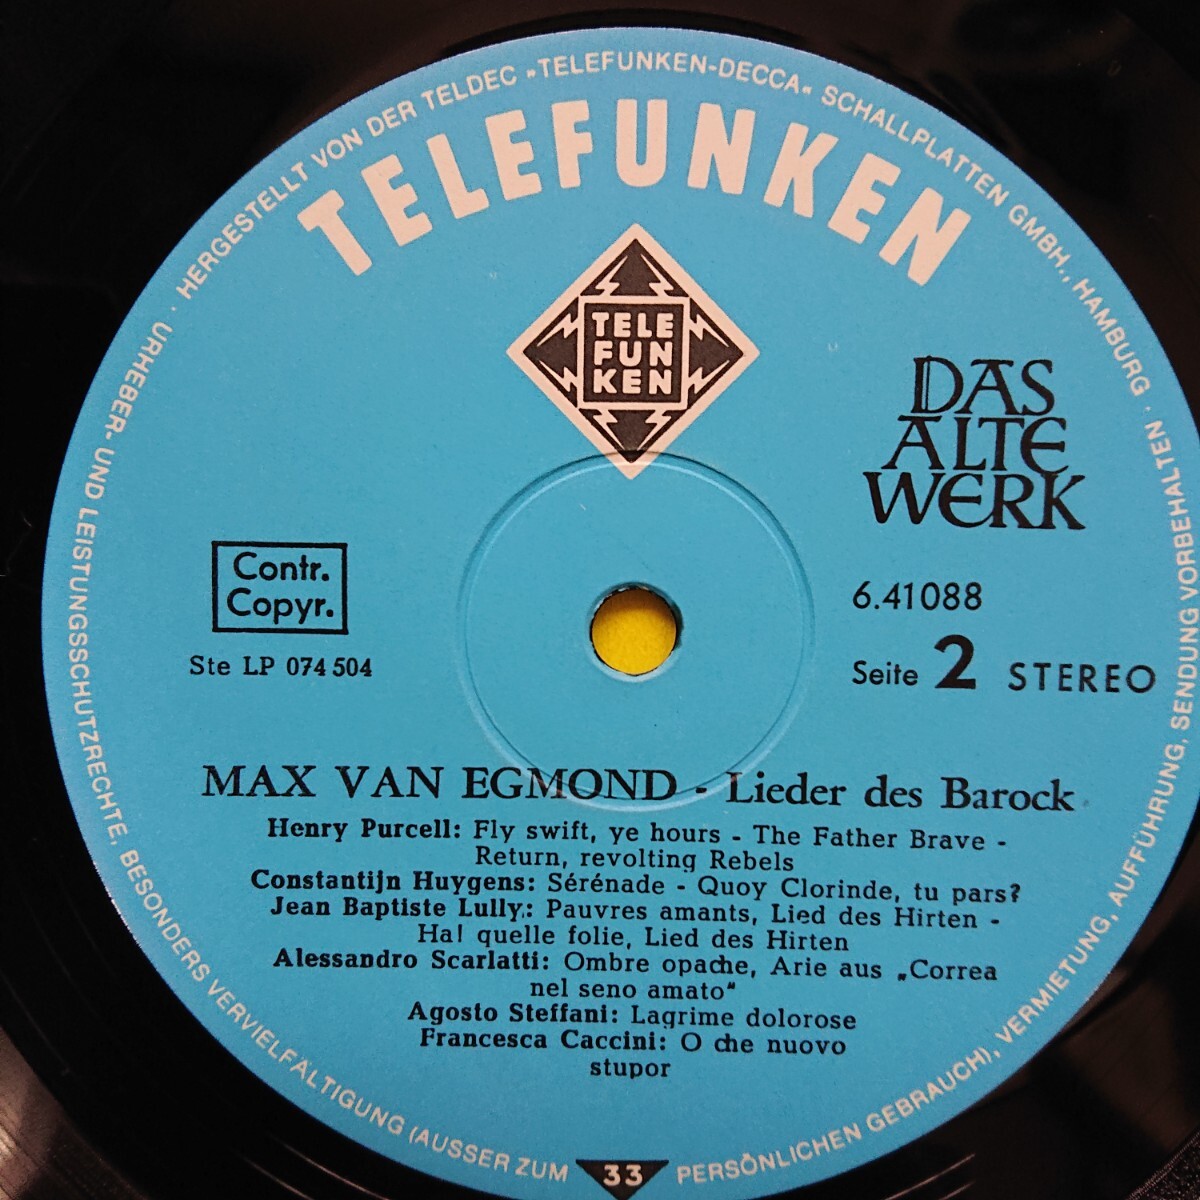 HERGESTELLT VON DER TELDEC »TELEFUNKEN-DECCA« SCHALLPLATTEN GMBH., HAMBURG · URHEBER- UND LEISTUNGSSCHUTZRECHTE, BESONDERS VERVIELFÄLTIGUNG (AUSSER ZUM PERSÖNLICHEN GEBRAUCH), VERMIETUNG, AUFFÜHRUNG, SENDUNG VORBEHALTEN ·
TELEFUNKEN
TELE
FUN
KEN
DAS
ALTE
WERK
Contr.
Copyr.
Ste LP 074 504
6.41088
Seite 2 STEREO
MAX VAN EGMOND - Lieder des Barock
Henry Purcell: Fly swift, ye hours - The Father Brave -
Return, revolting Rebels
Constantijn Huygens: Sérénade - Quoy Clorinde, tu pars?
Jean Baptiste Lully: Pauvres amants, Lied des Hirten -
Ha! quelle folie, Lied des Hirten
Alessandro Scarlatti: Ombre opache, Arie aus „Correa
nel seno amato"
Agosto Steffani: Lagrime dolorose
Francesca Caccini: O che nuovo
stupor
33